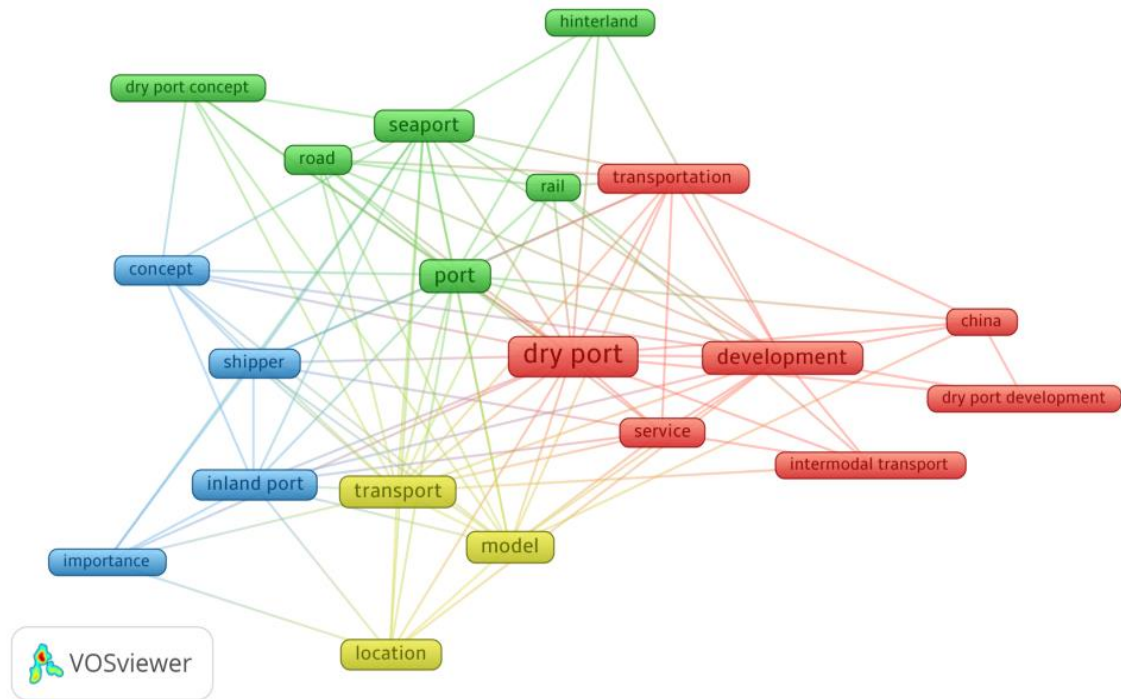 hinterland
dry port concept
seaport
road
rail
transportation
concept
port
china
shipper
dry port
development
dry port development
service
intermodal transport
inland port
transport
model
importance
location
VOSviewer